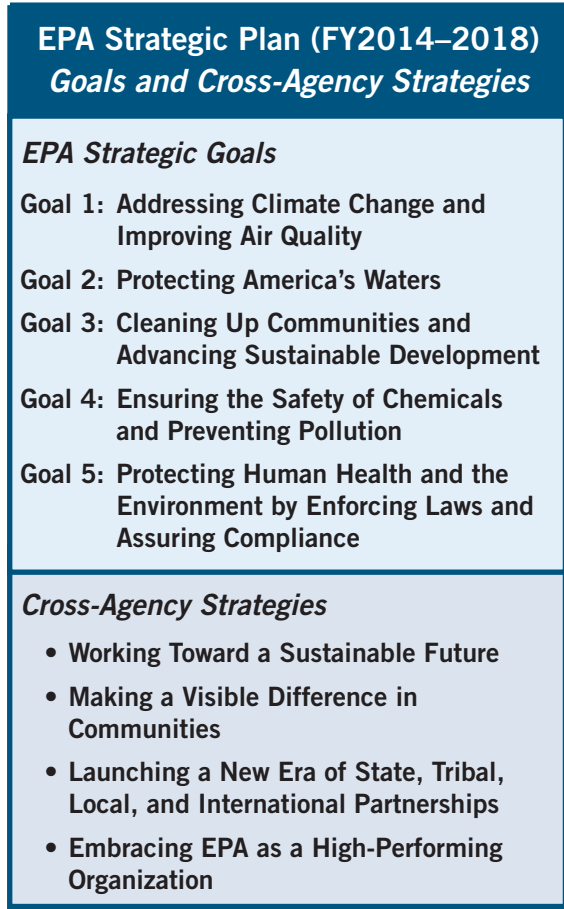 EPA Strategic Plan (FY2014–2018)
Goals and Cross-Agency Strategies
EPA Strategic Goals
Goal 1: Addressing Climate Change and
Improving Air Quality
Goal 2: Protecting America’s Waters
Goal 3: Cleaning Up Communities and
Advancing Sustainable Development
Goal 4: Ensuring the Safety of Chemicals
and Preventing Pollution
Goal 5: Protecting Human Health and the
Environment by Enforcing Laws and
Assuring Compliance
Cross-Agency Strategies
• Working Toward a Sustainable Future
• Making a Visible Difference in
Communities
• Launching a New Era of State, Tribal,
Local, and International Partnerships
• Embracing EPA as a High-Performing
Organization